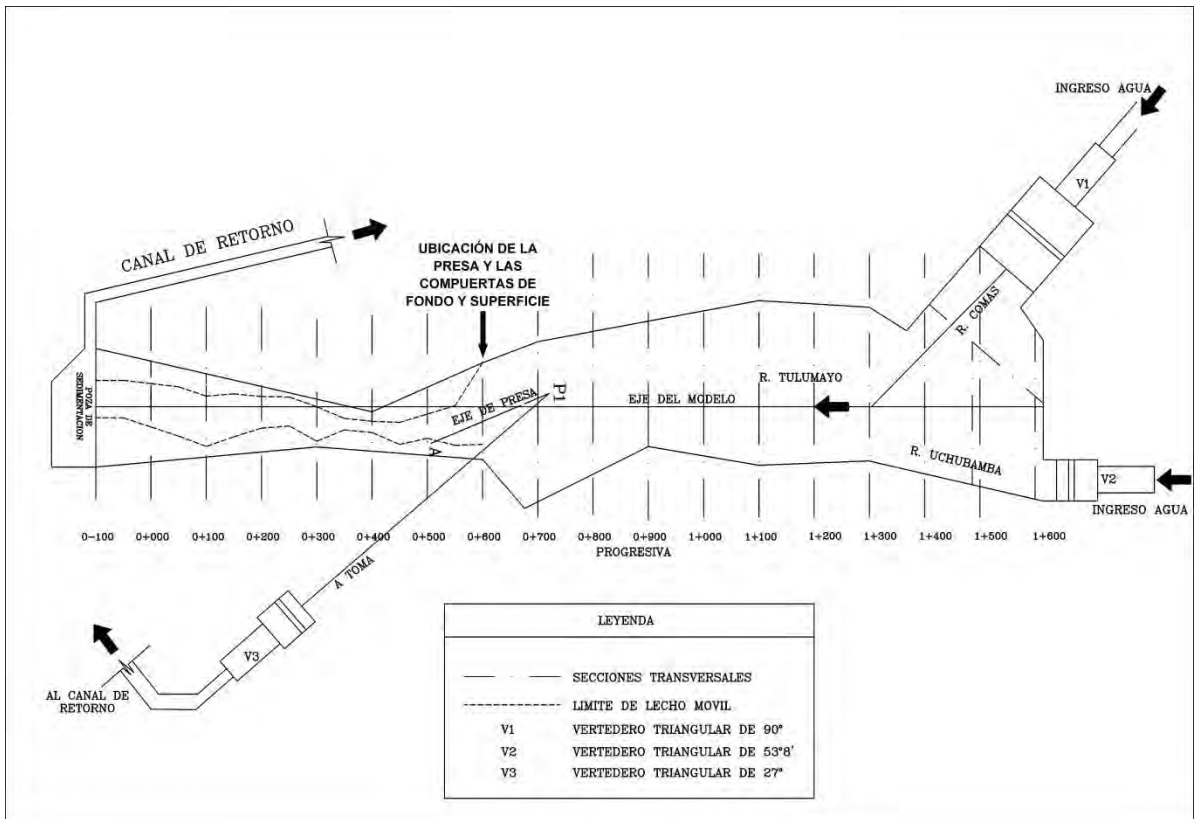 INGRESO AGUA
V1
CANAL DE RETORNO
UBICACIÓN DE LA
PRESA Y LAS
COMPUERTAS DE
FONDO Y SUPERFICIE
R. COMAS
POZA DE
SEDIMENTACION
EJE DE PRESA
P1
R. TULUMAYO
EJE DEL MODELO
A
R. UCHUBAMBA
V2
INGRESO AGUA
0-100
0+000
0+100
0+200
0+300
0+400
0+500
0+600
0+700
0+800
0+900
1+000
1+100
1+200
1+300
1+400
1+500
1+600
PROGRESIVA
A TOMA
V3
AL CANAL DE
RETORNO
LEYENDA
SECCIONES TRANSVERSALES
LIMITE DE LECHO MOVIL
V1 VERTEDERO TRIANGULAR DE 90°
V2 VERTEDERO TRIANGULAR DE 53°8'
V3 VERTEDERO TRIANGULAR DE 27°